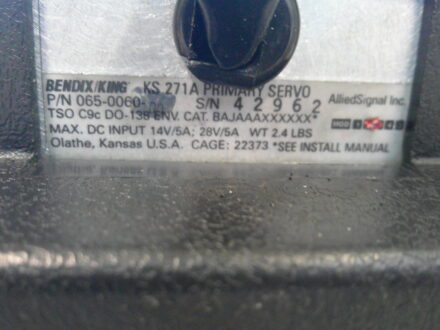 BENDIX/KING KS 271A PRIMARY SERVO
P/N 065-0060- S/N 42962 AlliedSignal Inc.
TSO C9c DO-138 ENV. CAT. BAJAAAXXXXXX*
MAX. DC INPUT 14V/5A; 28V/5A WT 2.4 LBS
Olathe, Kansas U.S.A. CAGE: 22373 *SEE INSTALL MANUAL